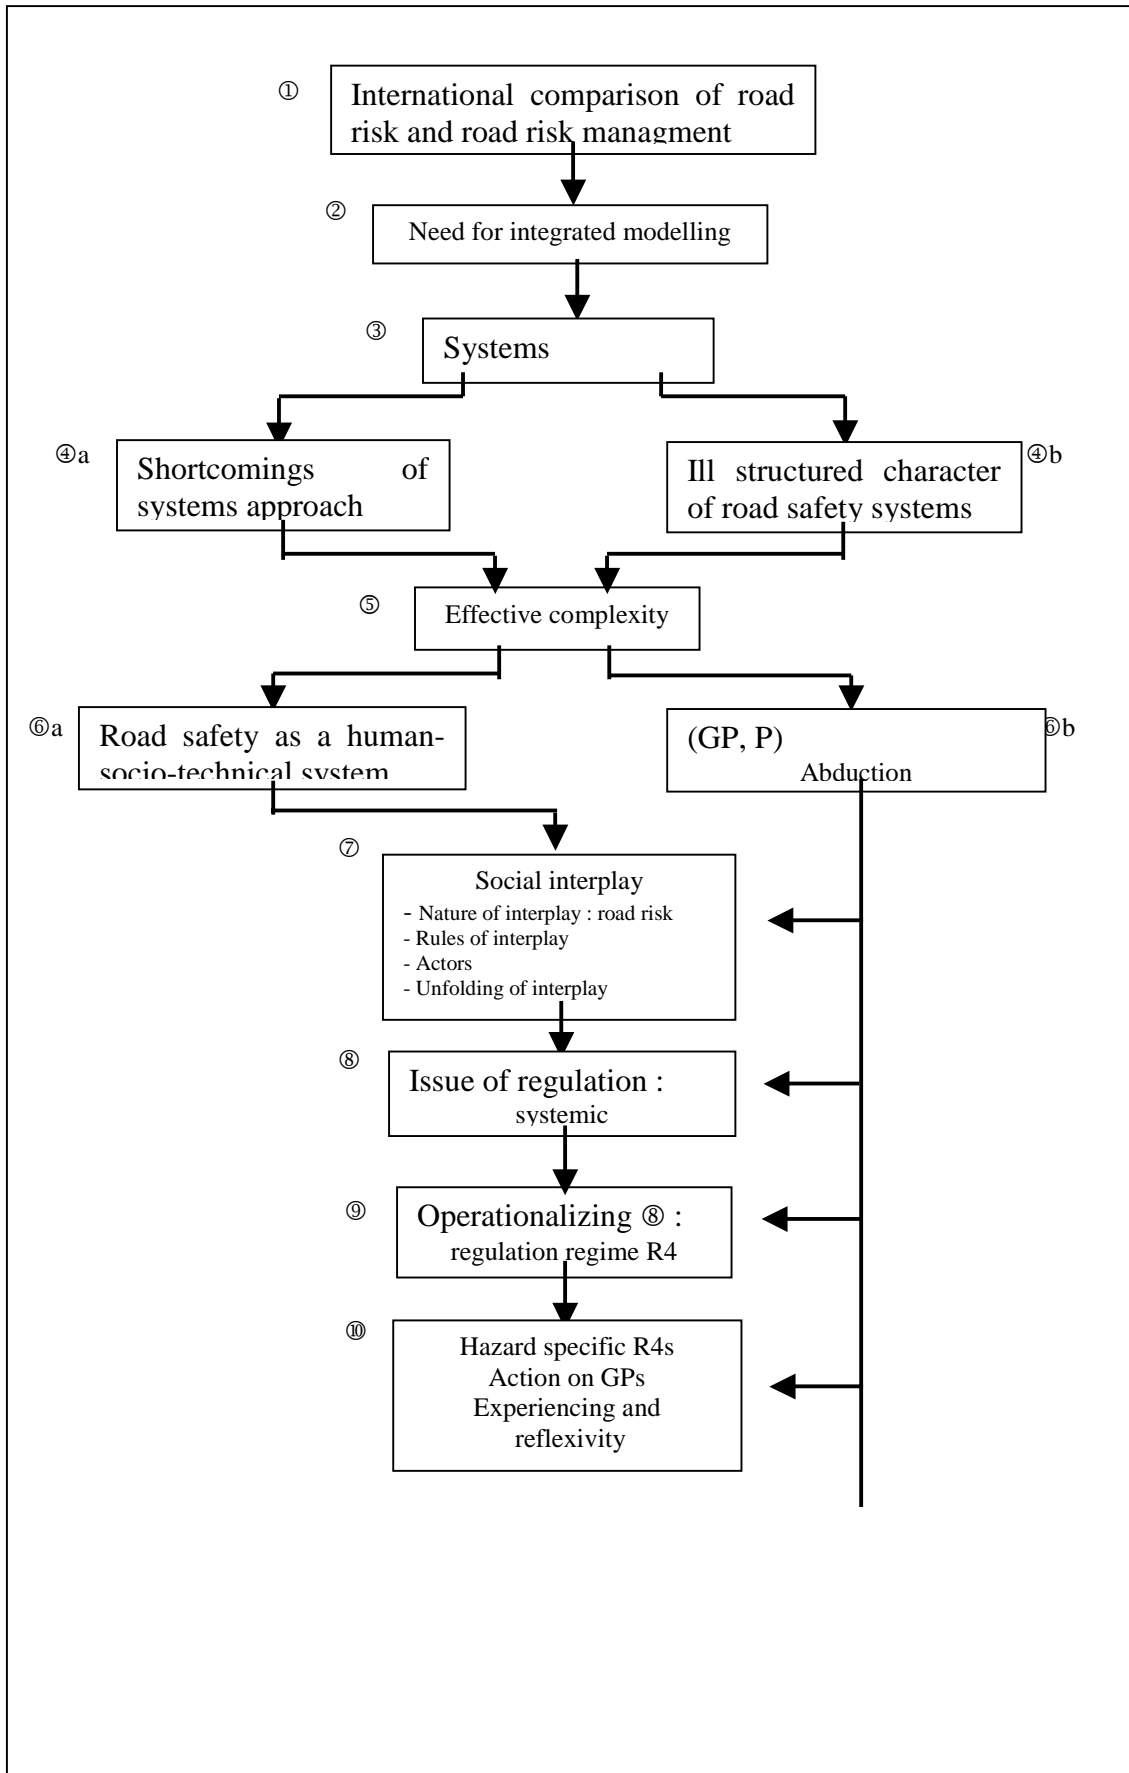 ①
International comparison of road
risk and road risk managment
②
Need for integrated modelling
③
Systems
④a
Shortcomings of
systems approach
④b
Ill structured character
of road safety systems
⑤
Effective complexity
⑥a
Road safety as a human-
socio-technical system
⑥b
(GP, P)
Abduction
⑦
Social interplay
- Nature of interplay : road risk
- Rules of interplay
- Actors
- Unfolding of interplay
⑧
Issue of regulation :
systemic
⑨
Operationalizing ⑧ :
regulation regime R4
⑩
Hazard specific R4s
Action on GPs
Experiencing and
reflexivity